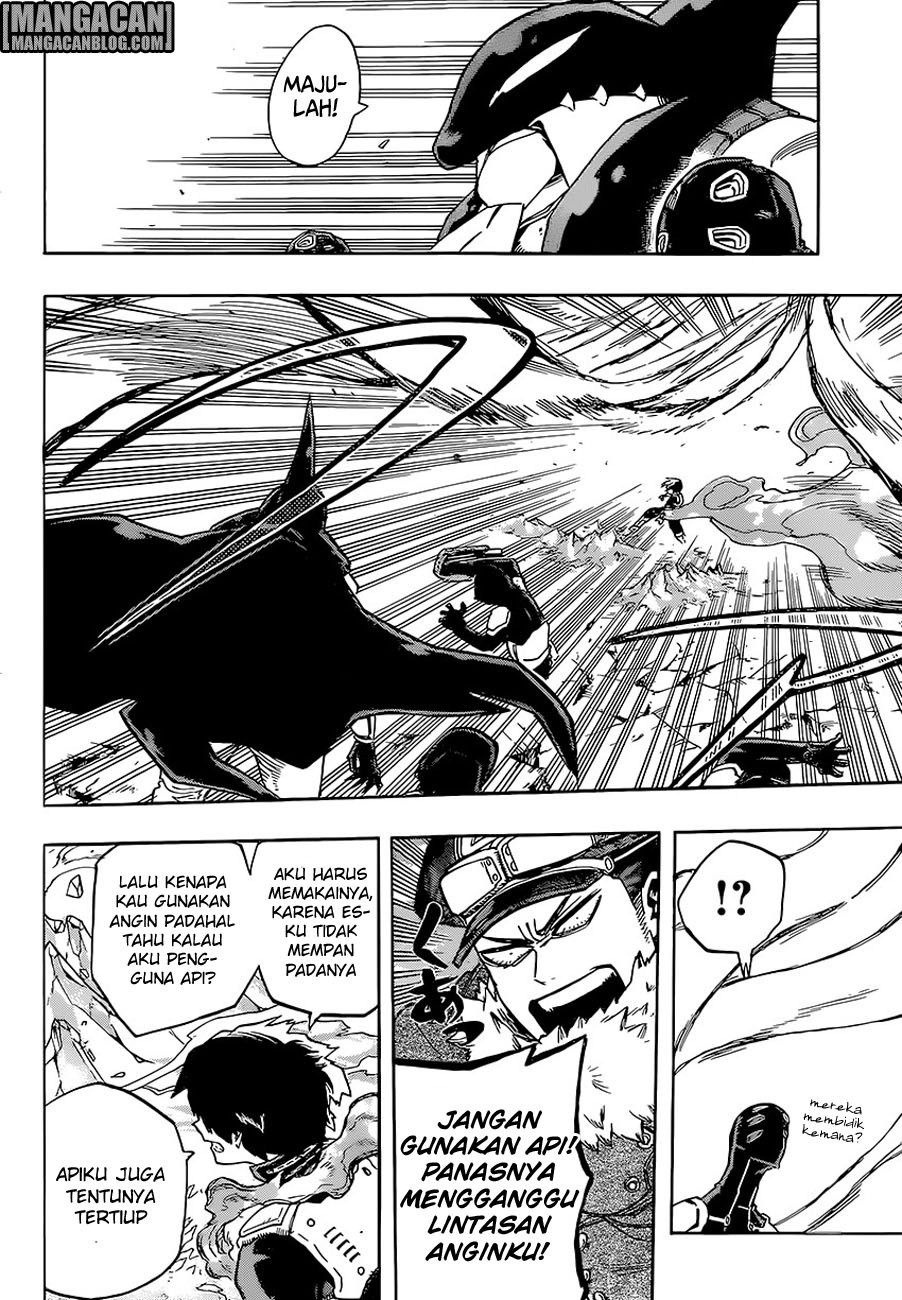 MANGACAN
MANGACANBLOG.COM
MAJU-
LAH!
!?
mereka
membidik
kemana?
JANGAN
GUNAKAN API!
PANASNYA
MENGGANGGU
LINTASAN
ANGINKU!
AKU HARUS
MEMAKAINYA,
KARENA ES-
KU TIDAK
MEMPAN
PADANYA
LALU KENAPA
KAU GUNAKAN
ANGIN PADAHAL
TAHU KALAU
AKU PENG-
GUNA API?
APIKU JUGA
TENTUNYA
TERTIUP